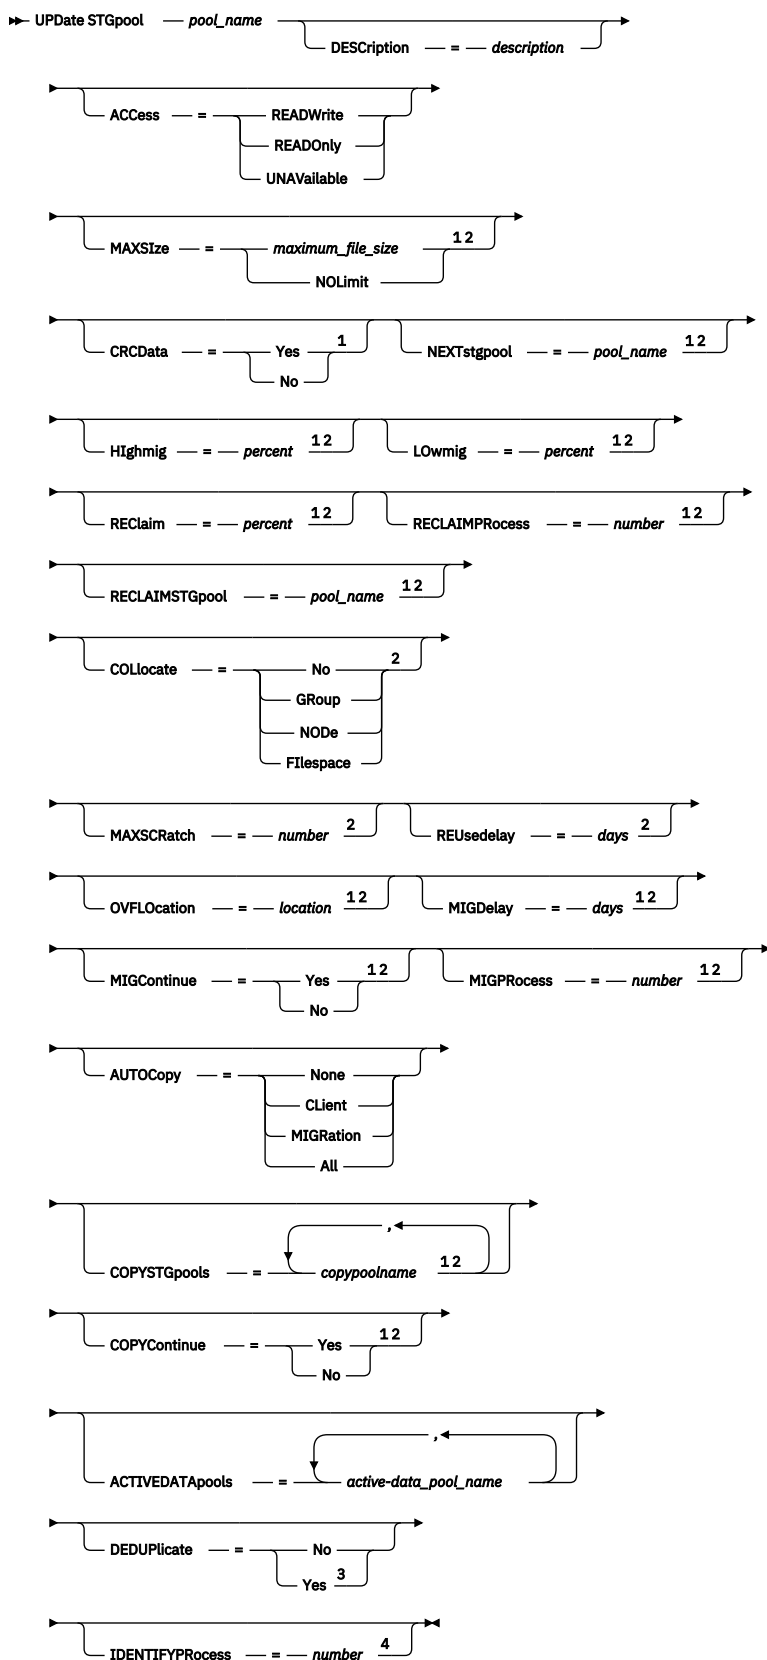 UPDate STGpool pool_name
DESCription = description
ACCess = READWrite
READOnly
UNAVailable
MAXSIze = maximum_file_size 1 2
NOLimit
CRCData = Yes 1 NEXTstgpool = pool_name 1 2
No
HIghmig = percent 1 2 LOwmig = percent 1 2
REClaim = percent 1 2 RECLAIMPRocess = number 1 2
RECLAIMSTGpool = pool_name 1 2
COLlocate = No 2
GRoup
NODe
FIlespace
MAXSCRatch = number 2 REUsedelay = days 2
OVFLOcation = location 1 2 MIGDelay = days 1 2
MIGContinue = Yes 1 2 MIGPRocess = number 1 2
No
AUTOCopy = None
CLient
MIGRation
All
,
COPYSTGpools = copypoolname 1 2
COPYContinue = Yes 1 2
No
,
ACTIVEDATApools = active-data_pool_name
DEDUPlicate = No
Yes 3
IDENTIFYPRocess = number 4